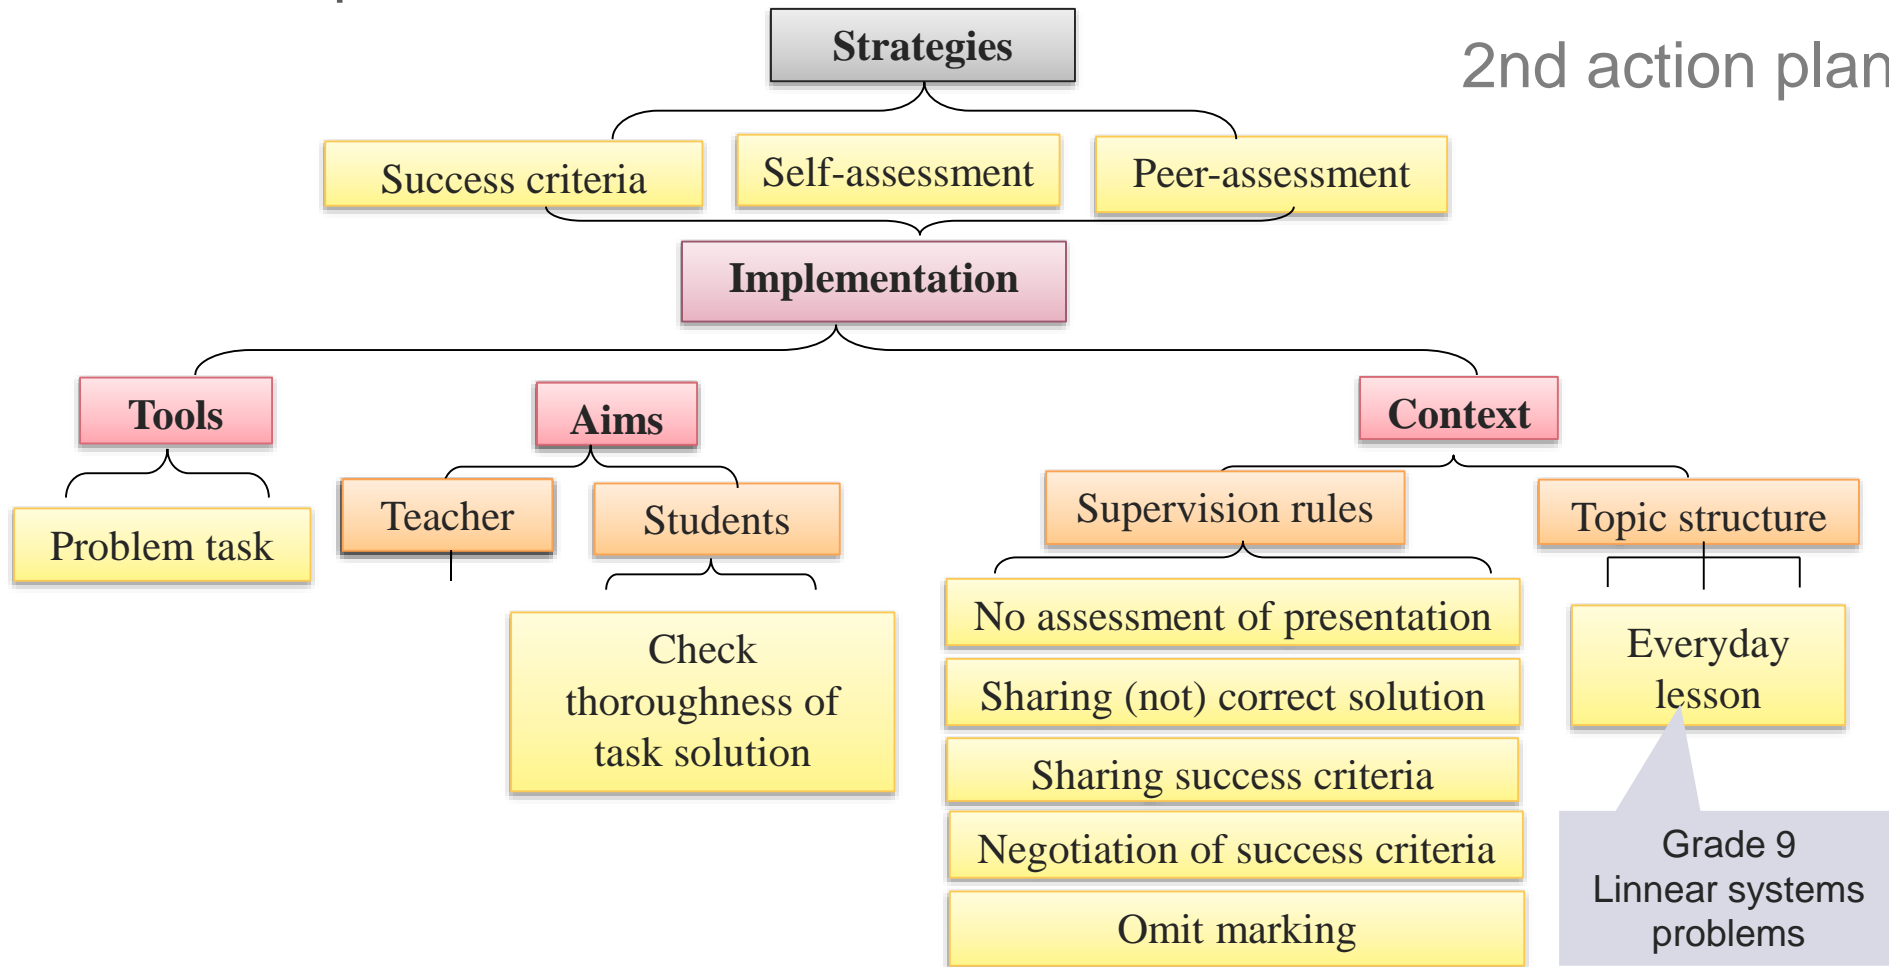 Strategies
2nd action plan
Success criteria
Self-assessment
Peer-assessment
Implementation
Tools
Aims
Context
Problem task
Teacher
Students
Supervision rules
Topic structure
Check
thoroughness of
task solution
No assessment of presentation
Sharing (not) correct solution
Sharing success criteria
Negotiation of success criteria
Omit marking
Everyday
lesson
Grade 9
Linnear systems
problems